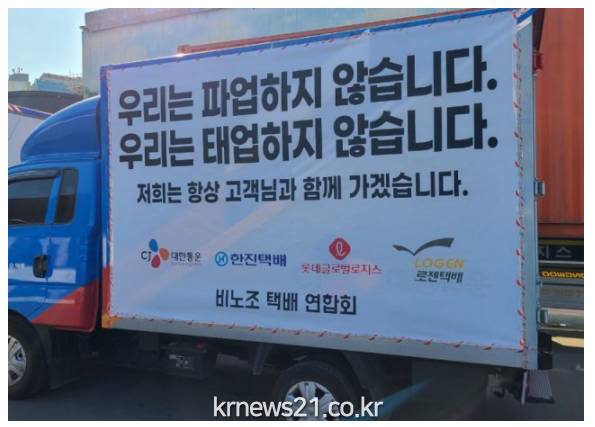 우리는 파업하지 않습니다.
우리는 태업하지 않습니다.
저희는 항상 고객님과 함께 가겠습니다.
CJ 대한통운 한진택배 롯데글로벌로지스 LOGEN 로젠택배
비노조 택배 연합회
krnews21.co.kr